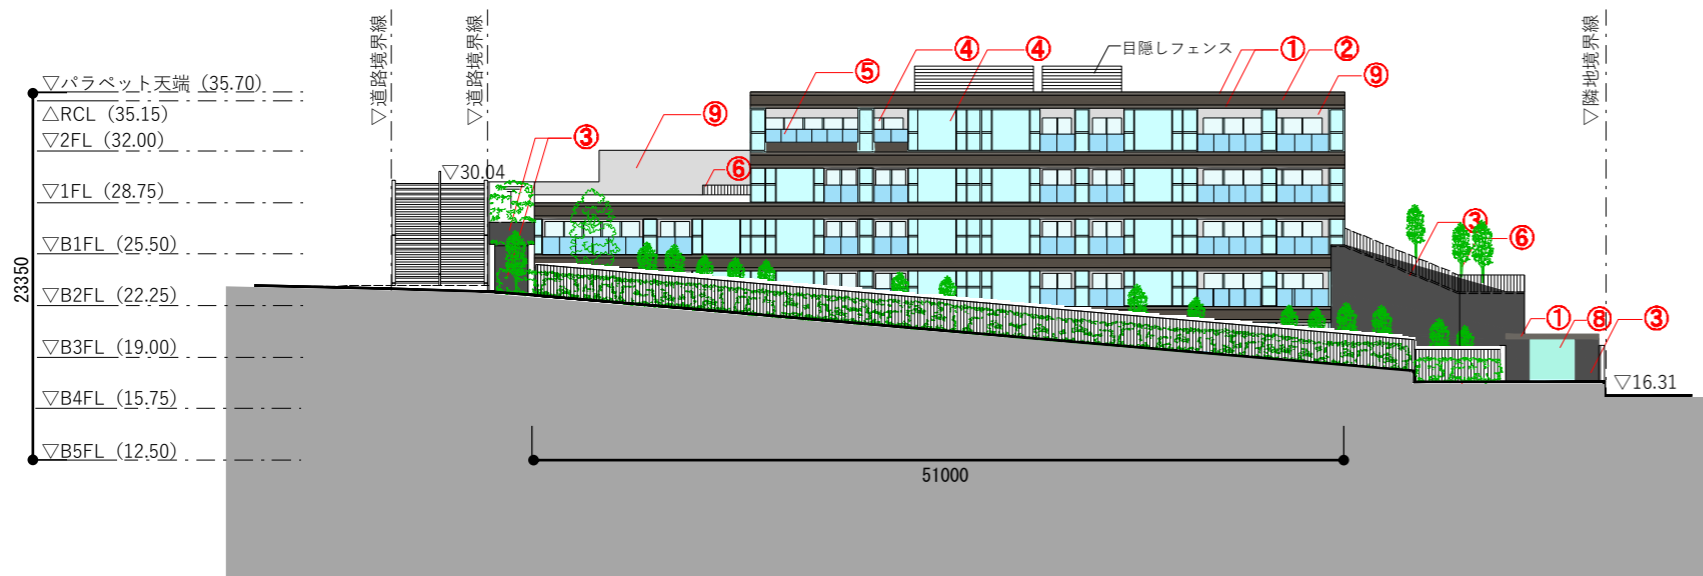 ▽道路境界線
▽道路境界線
▽隣地境界線
④
④
目隠しフェンス
①
②
⑤
⑨
▽パラペット天端 (35.70)
△RCL (35.15)
▽2FL (32.00)
⑨
③
⑥
▽30.04
▽1FL (28.75)
③
⑥
▽B1FL (25.50)
23350
▽B2FL (22.25)
①
⑧
③
▽B3FL (19.00)
▽16.31
▽B4FL (15.75)
▽B5FL (12.50)
51000